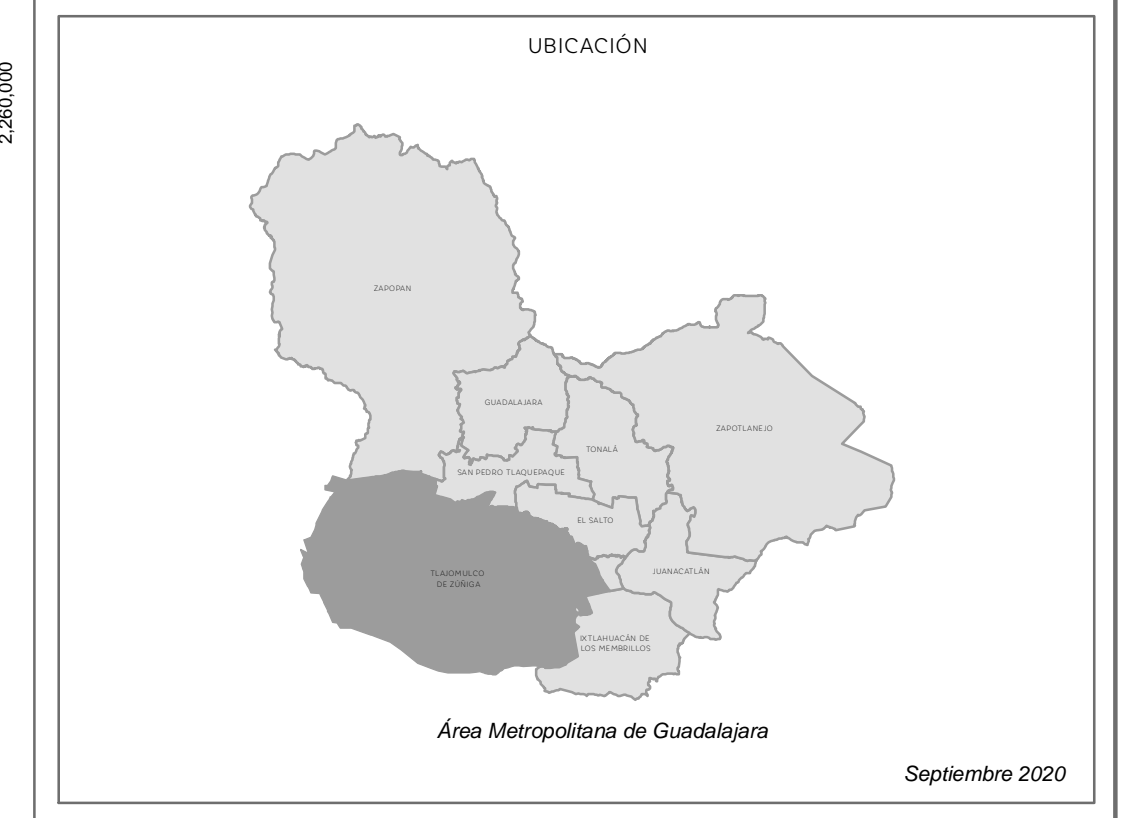 UBICACIÓN
2,260,000
ZAPOPAN
GUADALAJARA
ZAPOTLANEJO
TONALÁ
SAN PEDRO TLAQUEPAQUE
EL SALTO
TLAJOMULCO
DE ZÚÑIGA
JUANACATLÁN
IXTLAHUACÁN DE
LOS MEMBRILLOS
Área Metropolitana de Guadalajara
Septiembre 2020